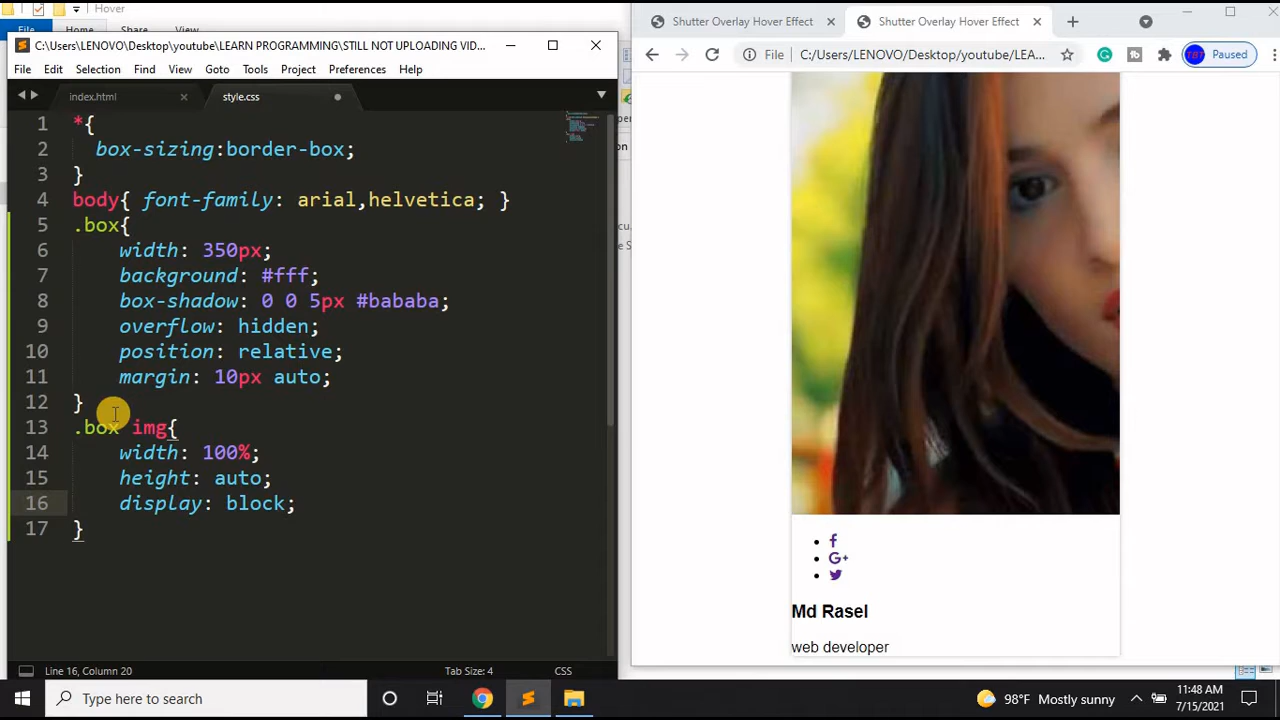 Hover
File
C:\Users\LENOVO\Desktop\youtube\LEARN PROGRAMMING\STILL NOT UPLOADING VID...
File Edit Selection Find View Goto Tools Project Preferences Help
index.html
style.css
1 *{
2 box-sizing:border-box;
3 }
4 body{ font-family: arial,helvetica; }
5 .box{
6 width: 350px;
7 background: #fff;
8 box-shadow: 0 0 5px #bababa;
9 overflow: hidden;
10 position: relative;
11 margin: 10px auto;
12 }
13 .box img{
14 width: 100%;
15 height: auto;
16 display: block;
17 }
Line 16, Column 20
Tab Size: 4
CSS
Shutter Overlay Hover Effect
Shutter Overlay Hover Effect
File
C:/Users/LENOVO/Desktop/youtube/LEA...
TBT
Paused
Md Rasel
web developer
Type here to search
98°F Mostly sunny
11:48 AM
7/15/2021